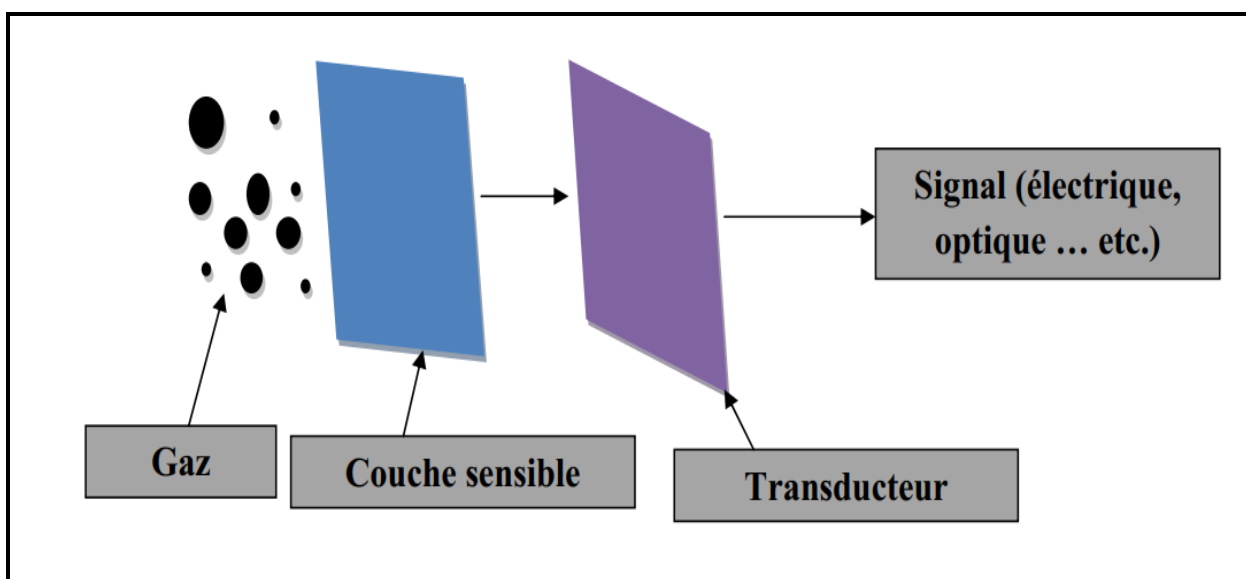 Signal (électrique,
optique … etc.)
Gaz
Couche sensible
Transducteur